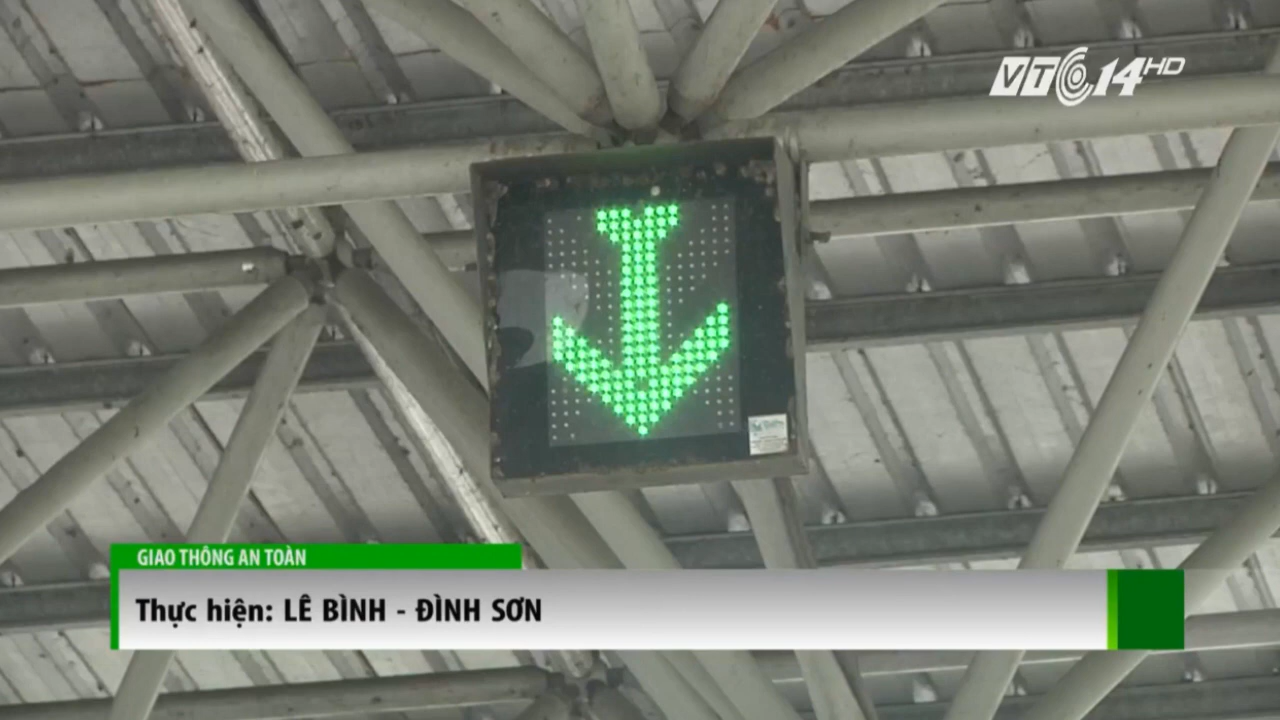 VTC14HD
GIAO THÔNG AN TOÀN
Thực hiện: LÊ BÌNH - ĐÌNH SƠN